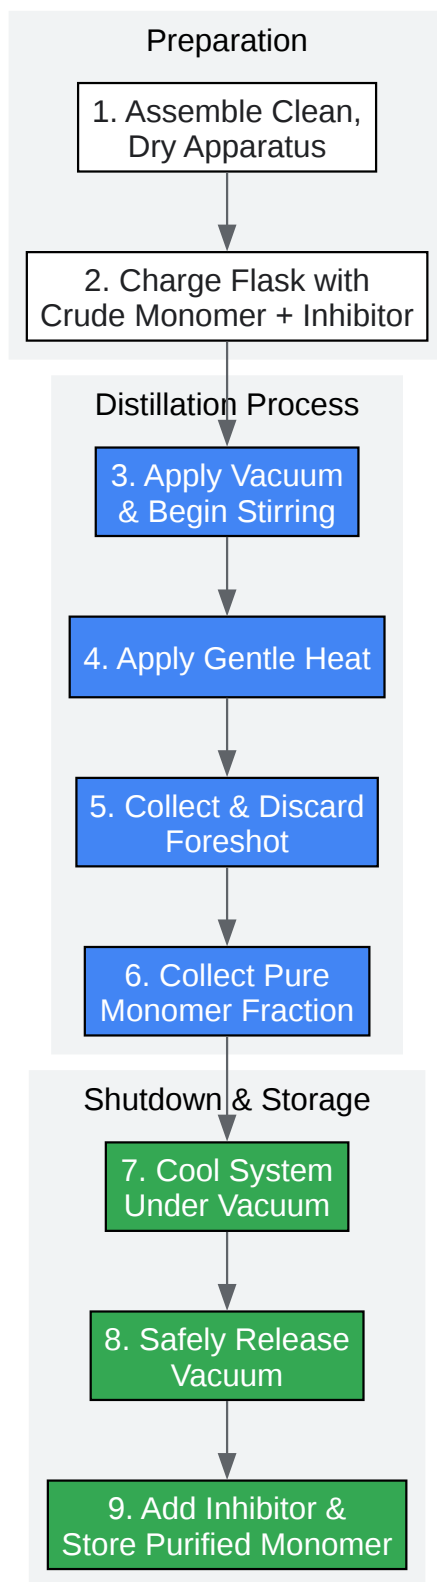 Preparation
1. Assemble Clean,
Dry Apparatus
2. Charge Flask with
Crude Monomer + Inhibitor
Distillation Process
3. Apply Vacuum
& Begin Stirring
4. Apply Gentle Heat
5. Collect & Discard
Foreshot
6. Collect Pure
Monomer Fraction
Shutdown & Storage
7. Cool System
Under Vacuum
8. Safely Release
Vacuum
9. Add Inhibitor &
Store Purified Monomer